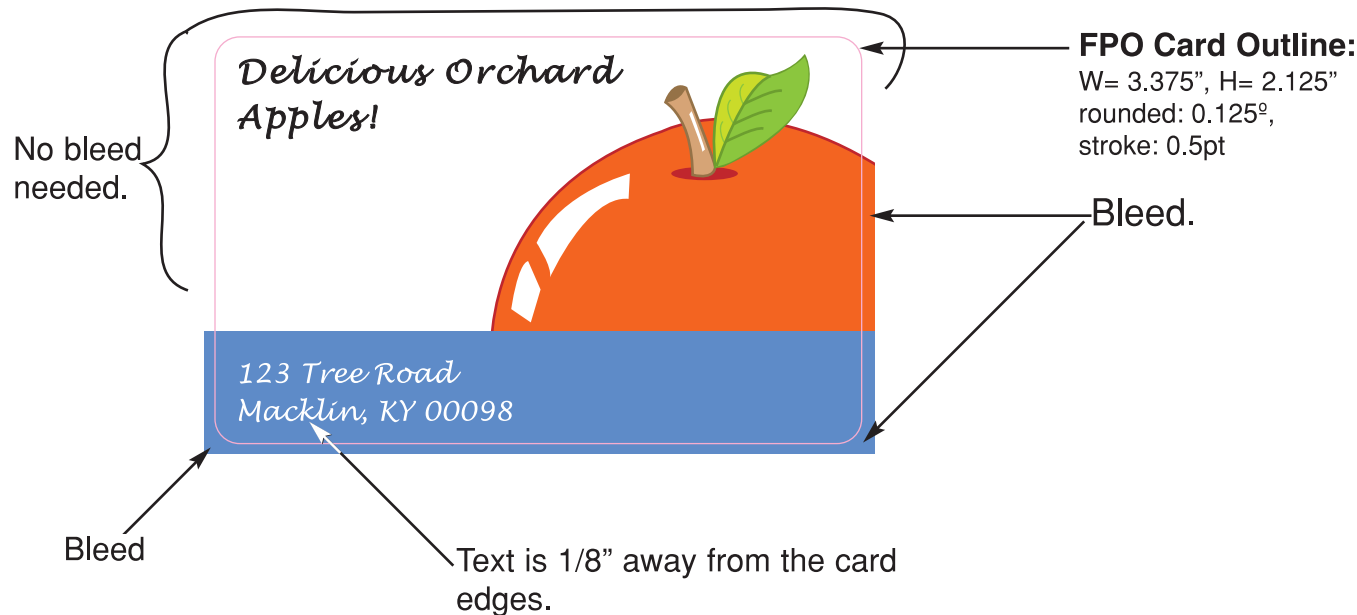 Delicious Orchard
Apples!
FPO Card Outline:
W= 3.375”, H= 2.125”
rounded: 0.125º,
stroke: 0.5pt
No bleed
needed.
Bleed.
123 Tree Road
Macklin, KY 00098
Bleed
Text is 1/8” away from the card
edges.